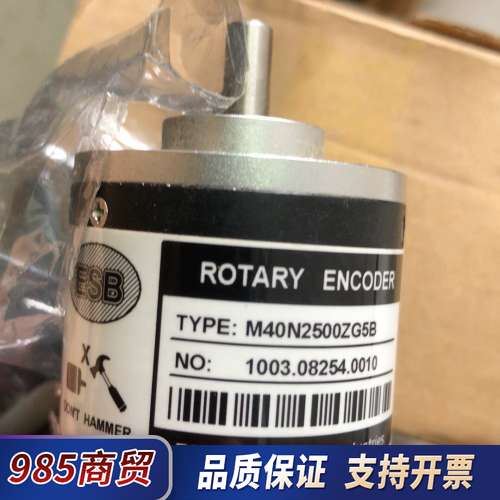 ROTARY ENCODER
ESB
TYPE: M40N2500ZG5B
NO: 1003.08254.0010
X
DON'T HAMMER
985商贸
品质保证 支持开票